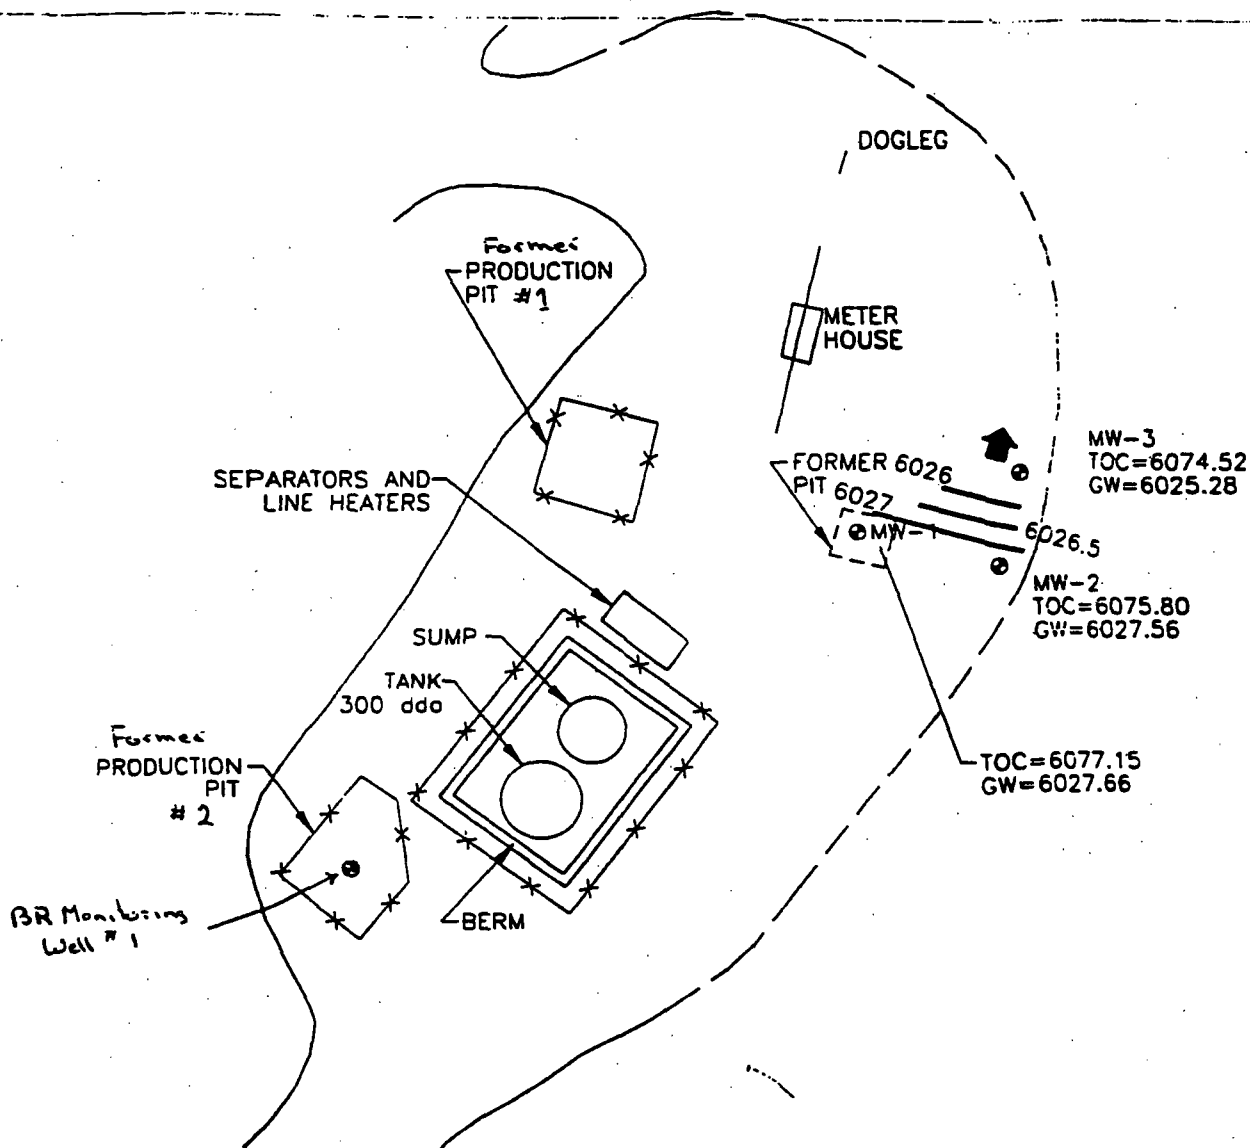 DOGLEG
Former
PRODUCTION
PIT #1
METER
HOUSE
MW-3
TOC=6074.52
GW=6025.28
FORMER 6026
PIT 6027
SEPARATORS AND
LINE HEATERS
MW-1
6026.5
MW-2
TOC=6075.80
GW=6027.56
SUMP
TANK
300
Former
PRODUCTION
PIT
#2
TOC=6077.15
GW=6027.66
BERM
BR Monitoring
Well #1